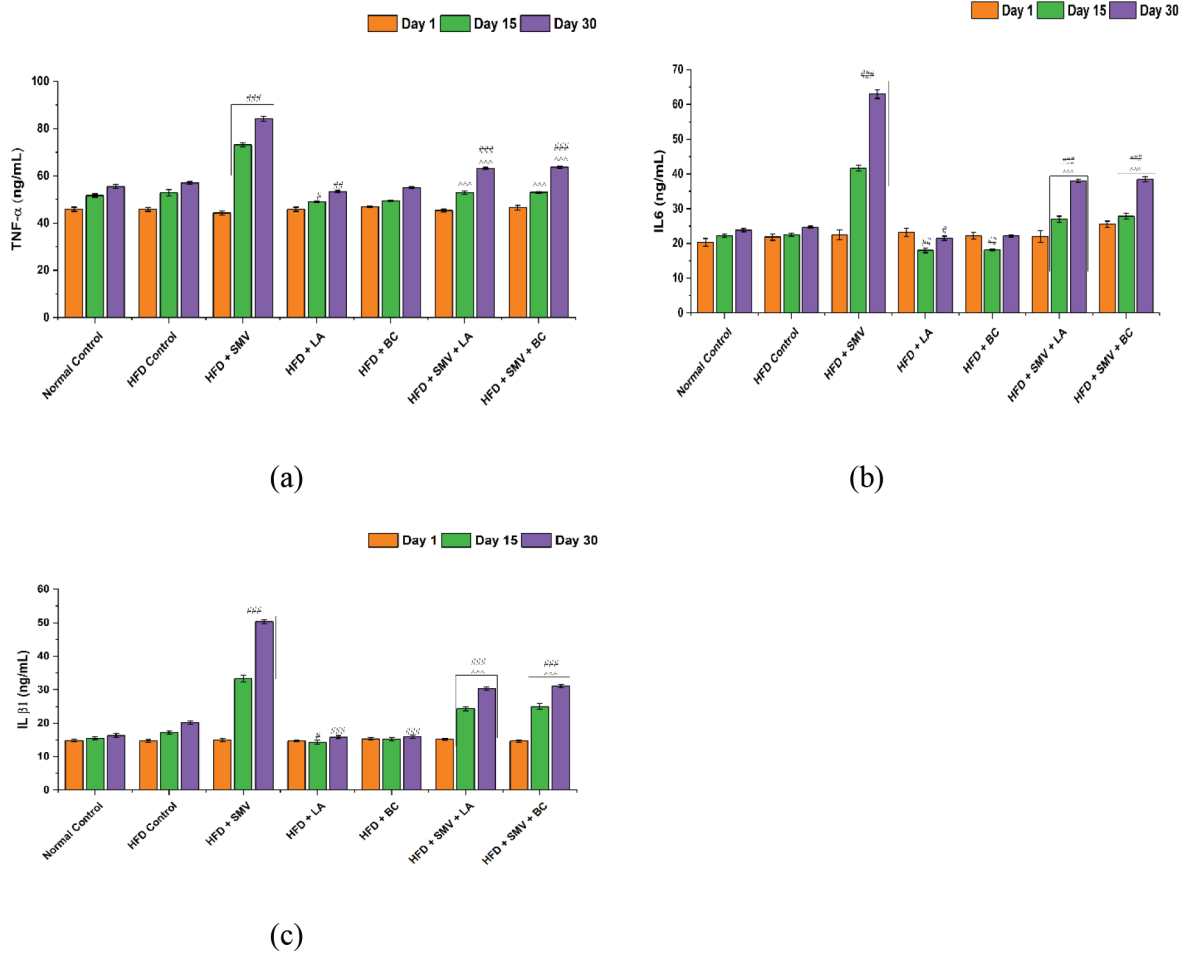 Day 1 Day 15 Day 30
TNF-α (ng/mL)
100
80
60
40
20
0
###
#
##
^^^
###
^^^
^^^
###
^^^
Normal Control
HFD Control
HFD + SMV
HFD + LA
HFD + BC
HFD + SMV + LA
HFD + SMV + BC
(a)
Day 1 Day 15 Day 30
IL6 (ng/mL)
70
60
50
40
30
20
10
0
###
##
#
##
###
^^^
###
^^^
Normal Control
HFD Control
HFD + SMV
HFD + LA
HFD + BC
HFD + SMV + LA
HFD + SMV + BC
(b)
Day 1 Day 15 Day 30
IL β1 (ng/mL)
60
50
40
30
20
10
0
###
#
###
###
###
^^^
###
^^^
Normal Control
HFD Control
HFD + SMV
HFD + LA
HFD + BC
HFD + SMV + LA
HFD + SMV + BC
(c)